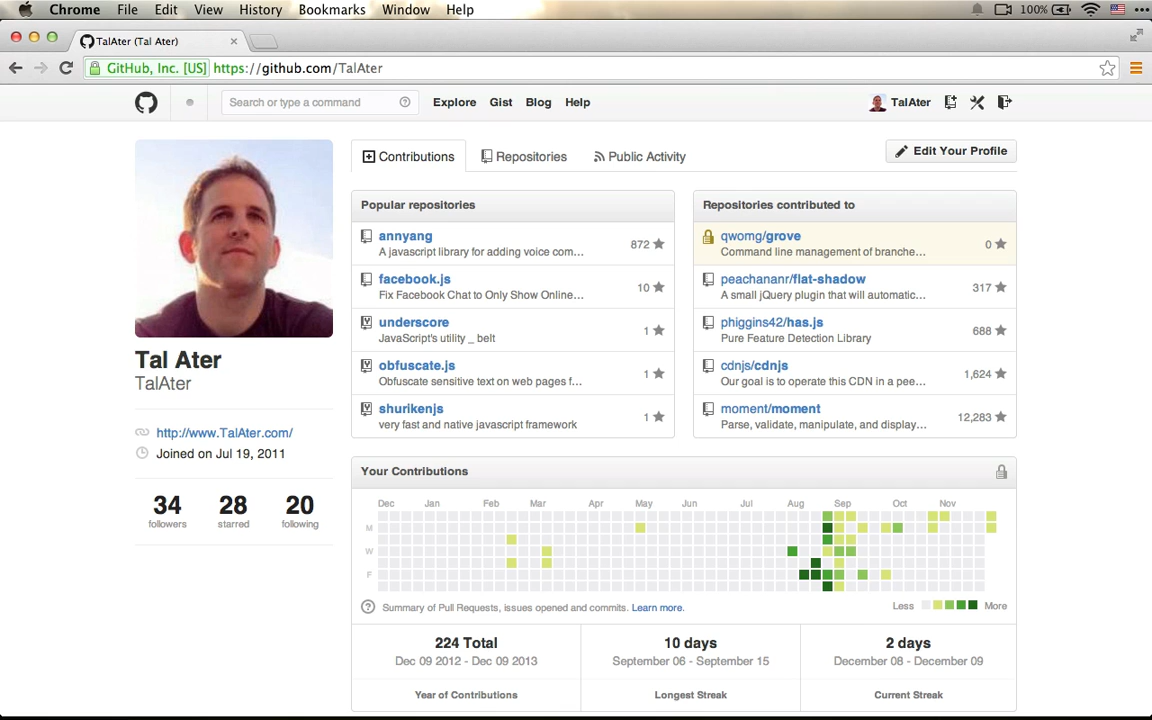 Chrome File Edit View History Bookmarks Window Help 100%
TalAter (Tal Ater)
GitHub, Inc. [US] https://github.com/TalAter
Search or type a command Explore Gist Blog Help TalAter
Contributions Repositories Public Activity Edit Your Profile
Popular repositories
annyang
A javascript library for adding voice com…
872
facebook.js
Fix Facebook Chat to Only Show Online…
10
underscore
JavaScript's utility _ belt
1
obfuscate.js
Obfuscate sensitive text on web pages f…
1
shurikenjs
very fast and native javascript framework
1
Repositories contributed to
qwomg/grove
Command line management of branche…
0
peachananr/flat-shadow
A small jQuery plugin that will automatic…
317
phiggins42/has.js
Pure Feature Detection Library
688
cdnjs/cdnjs
Our goal is to operate this CDN in a pee…
1,624
moment/moment
Parse, validate, manipulate, and display…
12,283
Tal Ater
TalAter
http://www.TalAter.com/
Joined on Jul 19, 2011
34 28 20
followers starred following
Your Contributions
Dec Jan Feb Mar Apr May Jun Jul Aug Sep Oct Nov
M
W
F
Summary of Pull Requests, issues opened and commits. Learn more. Less More
224 Total
Dec 09 2012 - Dec 09 2013
Year of Contributions
10 days
September 06 - September 15
Longest Streak
2 days
December 08 - December 09
Current Streak